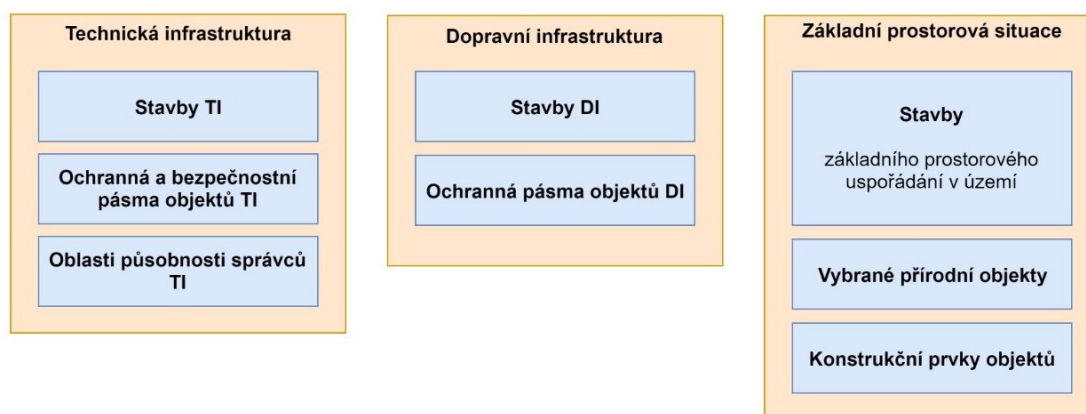 Technická infrastruktura
Stavby TI
Ochranná a bezpečnostní
pásma objektů TI
Oblasti působnosti správců
TI
Dopravní infrastruktura
Stavby DI
Ochranná pásma objektů DI
Základní prostorová situace
Stavby
základního prostorového
uspořádání v území
Vybrané přírodní objekty
Konstrukční prvky objektů